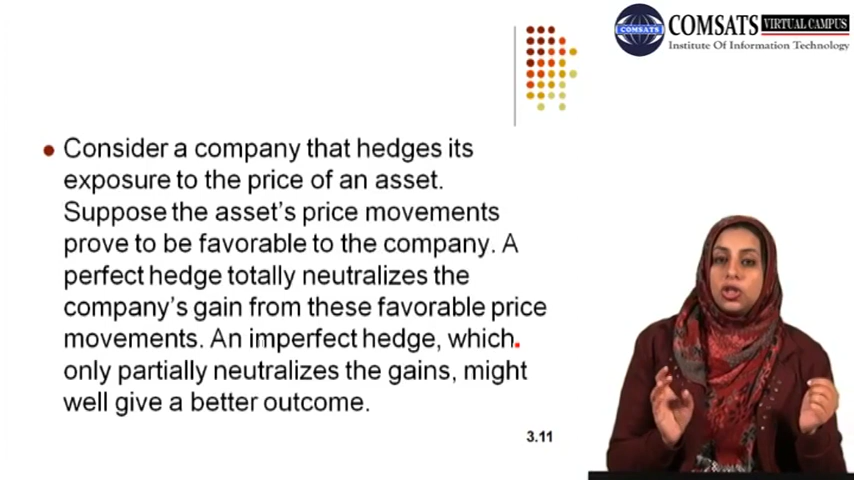 COMSATS VIRTUAL CAMPUS
COMSATS Institute Of Information Technology
Consider a company that hedges its
exposure to the price of an asset.
Suppose the asset's price movements
prove to be favorable to the company. A
perfect hedge totally neutralizes the
company's gain from these favorable price
movements. An imperfect hedge, which
only partially neutralizes the gains, might
well give a better outcome.
3.11